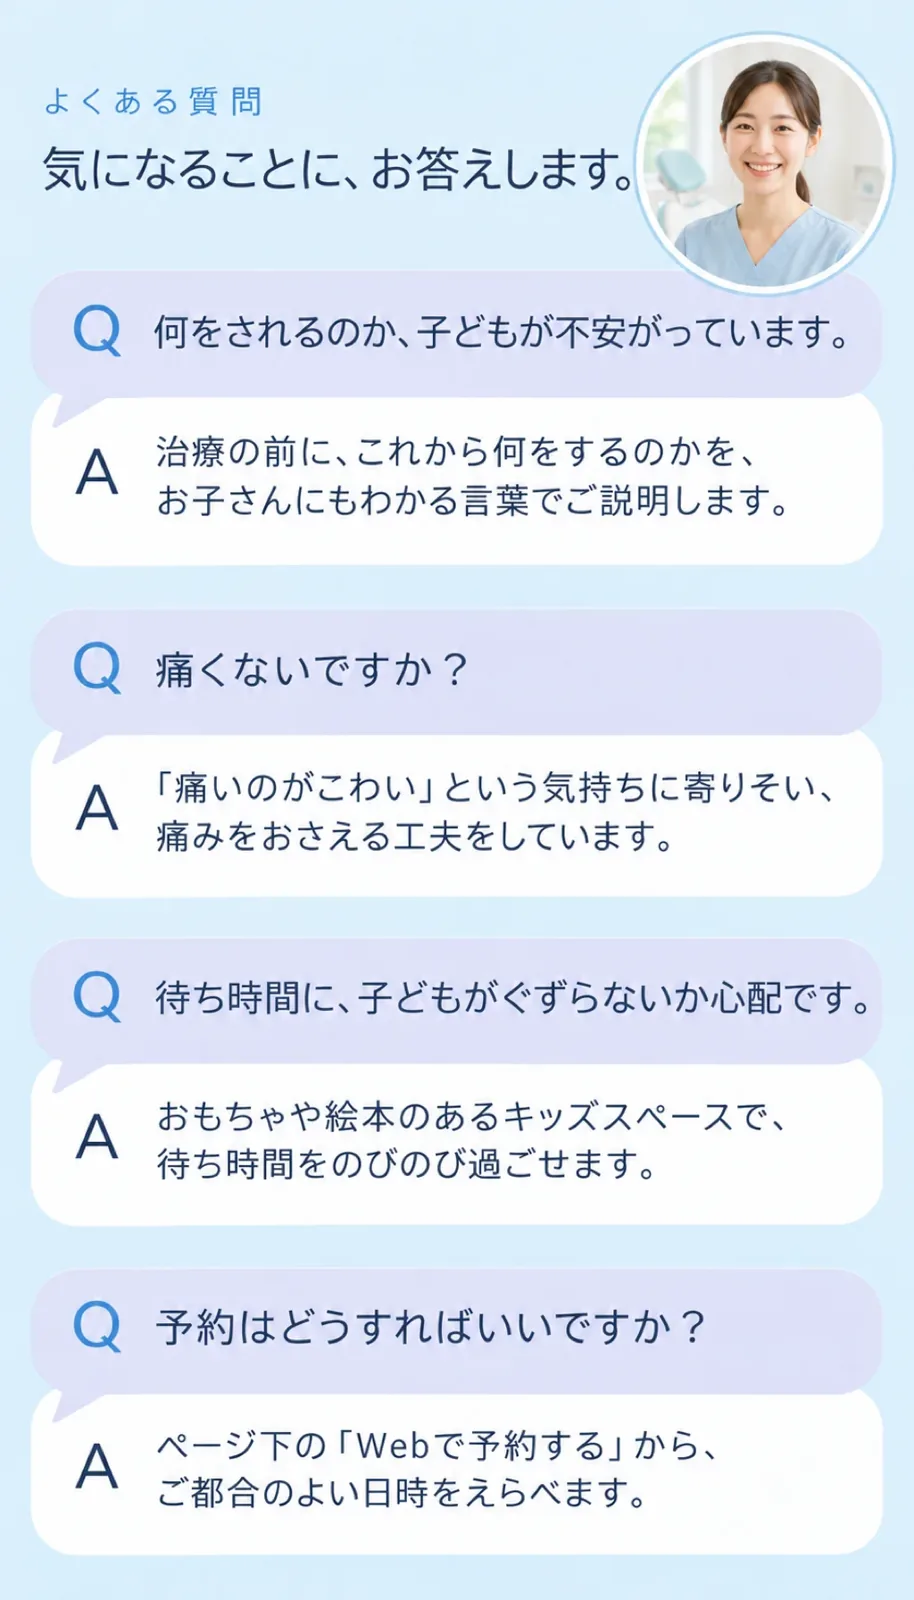 よくある質問
気になることに、お答えします。
Q 何をされるのか、子どもが不安がっています。
A 治療の前に、これから何をするのかを、
お子さんにもわかる言葉でご説明します。
Q 痛くないですか？
A 「痛いのがこわい」という気持ちに寄りそい、
痛みをおさえる工夫をしています。
Q 待ち時間に、子どもがぐずらないか心配です。
A おもちゃや絵本のあるキッズスペースで、
待ち時間をのびのび過ごせます。
Q 予約はどうすればいいですか？
A ページ下の「Webで予約する」から、
ご都合のよい日時をえらべます。